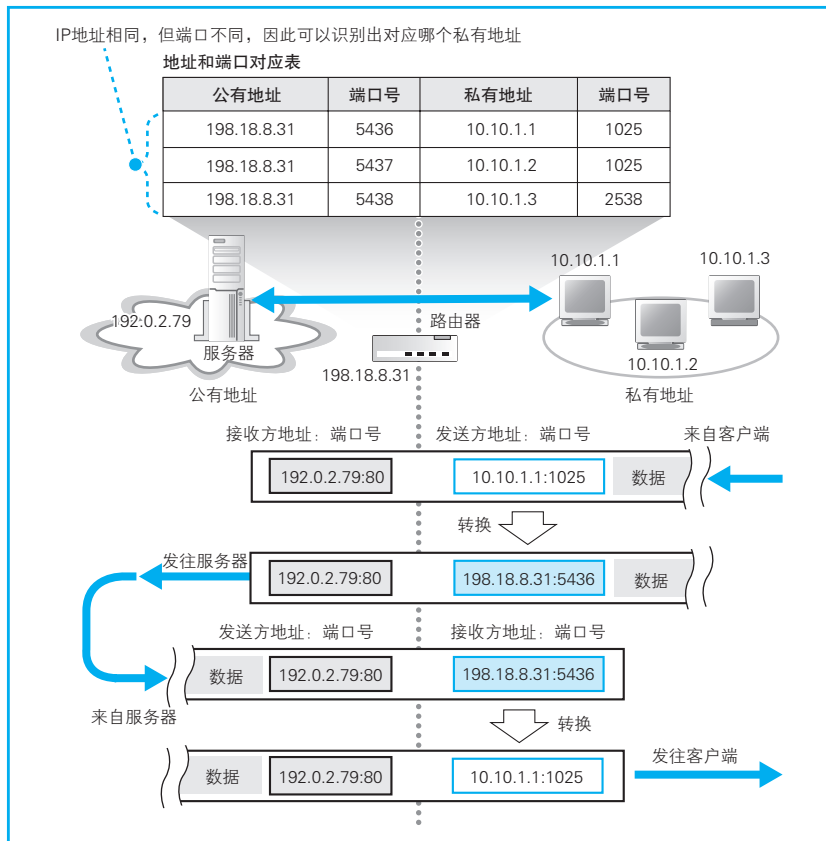 IP地址相同，但端口不同，因此可以识别出对应哪个私有地址
地址和端口对应表
公有地址 端口号 私有地址 端口号
198.18.8.31 5436 10.10.1.1 1025
198.18.8.31 5437 10.10.1.2 1025
198.18.8.31 5438 10.10.1.3 2538
10.10.1.1
10.10.1.3
192.0.2.79
服务器
路由器
198.18.8.31
10.10.1.2
公有地址
私有地址
接收方地址：端口号 发送方地址：端口号 来自客户端
192.0.2.79:80 10.10.1.1:1025 数据
转换
发往服务器
192.0.2.79:80 198.18.8.31:5436 数据
发送方地址：端口号 接收方地址：端口号
数据 192.0.2.79:80 198.18.8.31:5436
来自服务器
转换
发往客户端
数据 192.0.2.79:80 10.10.1.1:1025